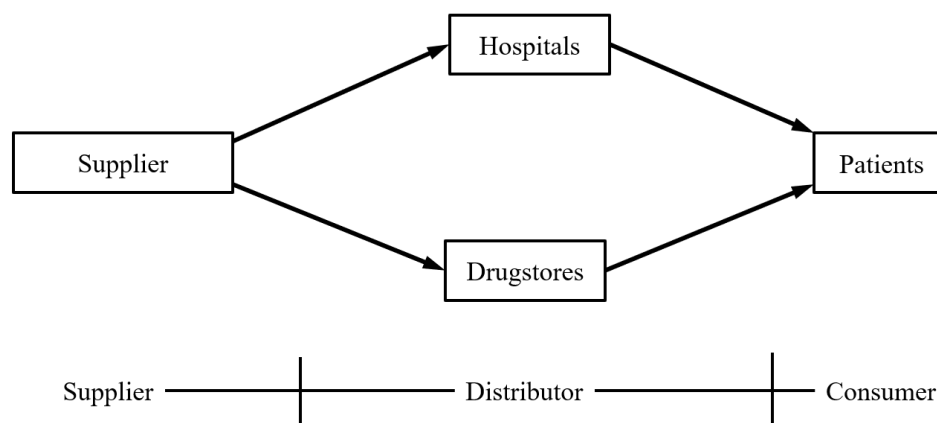 Hospitals
Supplier
Patients
Drugstores
Supplier Distributor Consumer